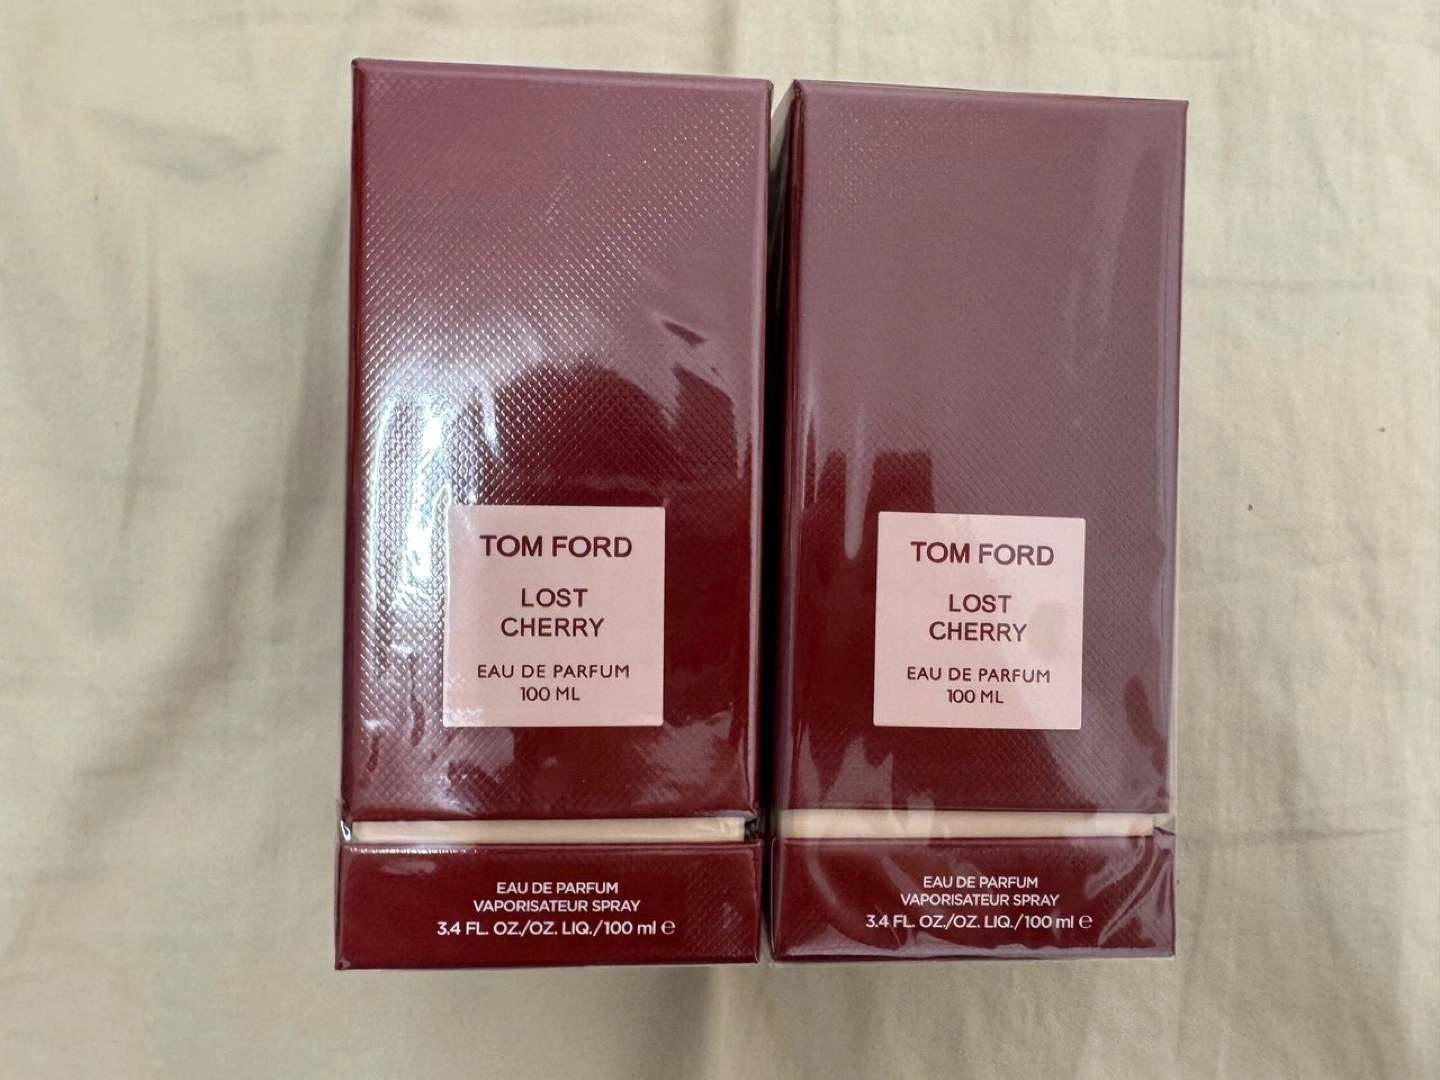 TOM FORD
LOST
CHERRY
EAU DE PARFUM
100 ML
EAU DE PARFUM
VAPORISATEUR SPRAY
3.4 FL. OZ./OZ. LIQ./100 ml ℮
TOM FORD
LOST
CHERRY
EAU DE PARFUM
100 ML
EAU DE PARFUM
VAPORISATEUR SPRAY
3.4 FL. OZ./OZ. LIQ./100 ml ℮